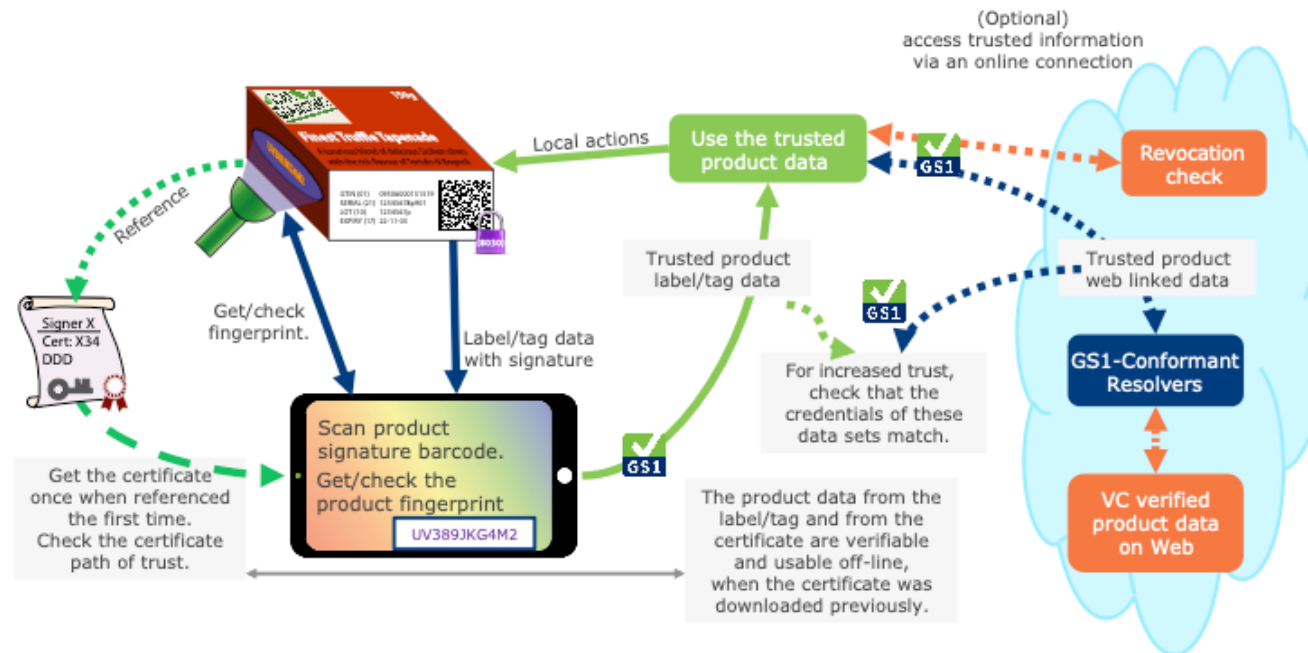 (Optional)
access trusted information
via an online connection
150g
Finest Truffle Tapenade
Local actions
Use the trusted
product data
GS1
Revocation
check
Reference
SERIAL (21)
LOT (10)
EXPIRY (17) 22-11-05
(8030)
Trusted product
label/tag data
Trusted product
web linked data
GS1
Signer X
Cert: X34
DDD
Get/check
fingerprint.
Label/tag data
with signature
For increased trust,
check that the
credentials of these
data sets match.
GS1-Conformant
Resolvers
Scan product
signature barcode.
Get/check the
product fingerprint
UV389JKG4M2
GS1
Get the certificate
once when referenced
the first time.
Check the certificate
path of trust.
The product data from the
label/tag and from the
certificate are verifiable
and usable off-line,
when the certificate was
downloaded previously.
VC verified
product data
on Web